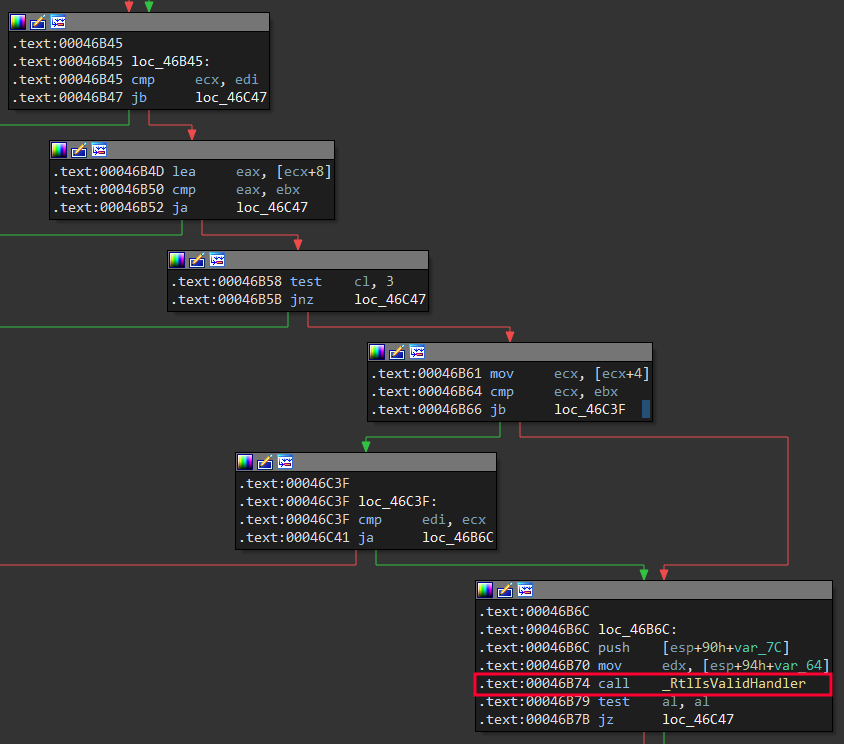 .text:00046B45
.text:00046B45 loc_46B45:
.text:00046B45 cmp ecx, edi
.text:00046B47 jb loc_46C47
.text:00046B4D lea eax, [ecx+8]
.text:00046B50 cmp eax, ebx
.text:00046B52 ja loc_46C47
.text:00046B58 test cl, 3
.text:00046B5B jnz loc_46C47
.text:00046B61 mov ecx, [ecx+4]
.text:00046B64 cmp ecx, ebx
.text:00046B66 jb loc_46C3F
.text:00046C3F
.text:00046C3F loc_46C3F:
.text:00046C3F cmp edi, ecx
.text:00046C41 ja loc_46B6C
.text:00046B6C
.text:00046B6C loc_46B6C:
.text:00046B6C push [esp+90h+var_7C]
.text:00046B70 mov edx, [esp+94h+var_64]
.text:00046B74 call _RtlIsValidHandler
.text:00046B79 test al, al
.text:00046B7B jz loc_46C47